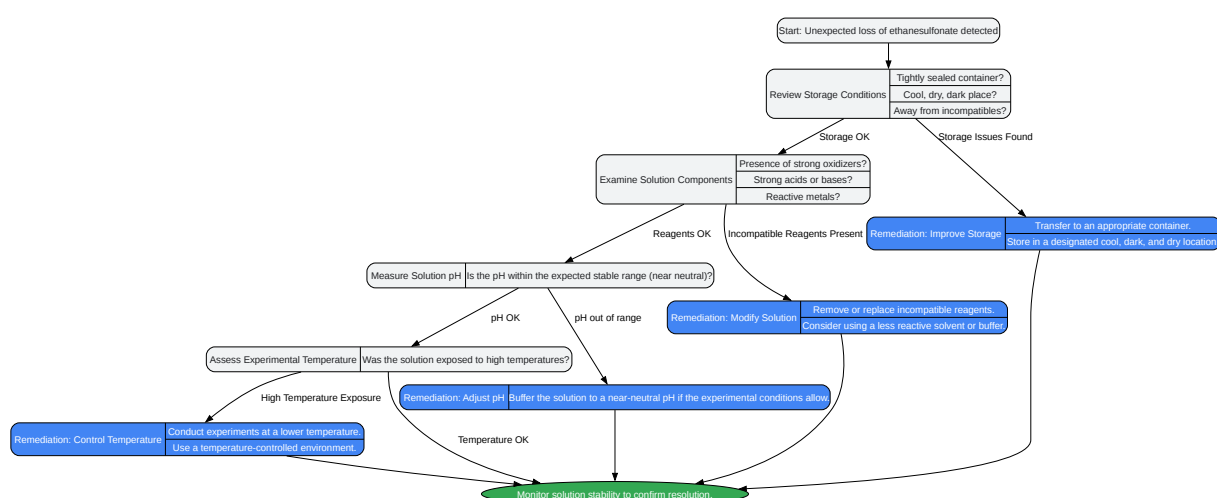 Start: Unexpected loss of ethanesulfonate detected
Review Storage Conditions
Tightly sealed container?
Cool, dry, dark place?
Away from incompatibles?
Storage OK
Storage Issues Found
Examine Solution Components
Presence of strong oxidizers?
Strong acids or bases?
Reactive metals?
Reagents OK
Incompatible Reagents Present
Remediation: Improve Storage
Transfer to an appropriate container.
Store in a designated cool, dark, and dry location.
Measure Solution pH
Is the pH within the expected stable range (near neutral)?
pH OK
pH out of range
Remediation: Modify Solution
Remove or replace incompatible reagents.
Consider using a less reactive solvent or buffer.
Assess Experimental Temperature
Was the solution exposed to high temperatures?
High Temperature Exposure
Temperature OK
Remediation: Adjust pH
Buffer the solution to a near-neutral pH if the experimental conditions allow.
Remediation: Control Temperature
Conduct experiments at a lower temperature.
Use a temperature-controlled environment.
Monitor solution stability to confirm resolution.